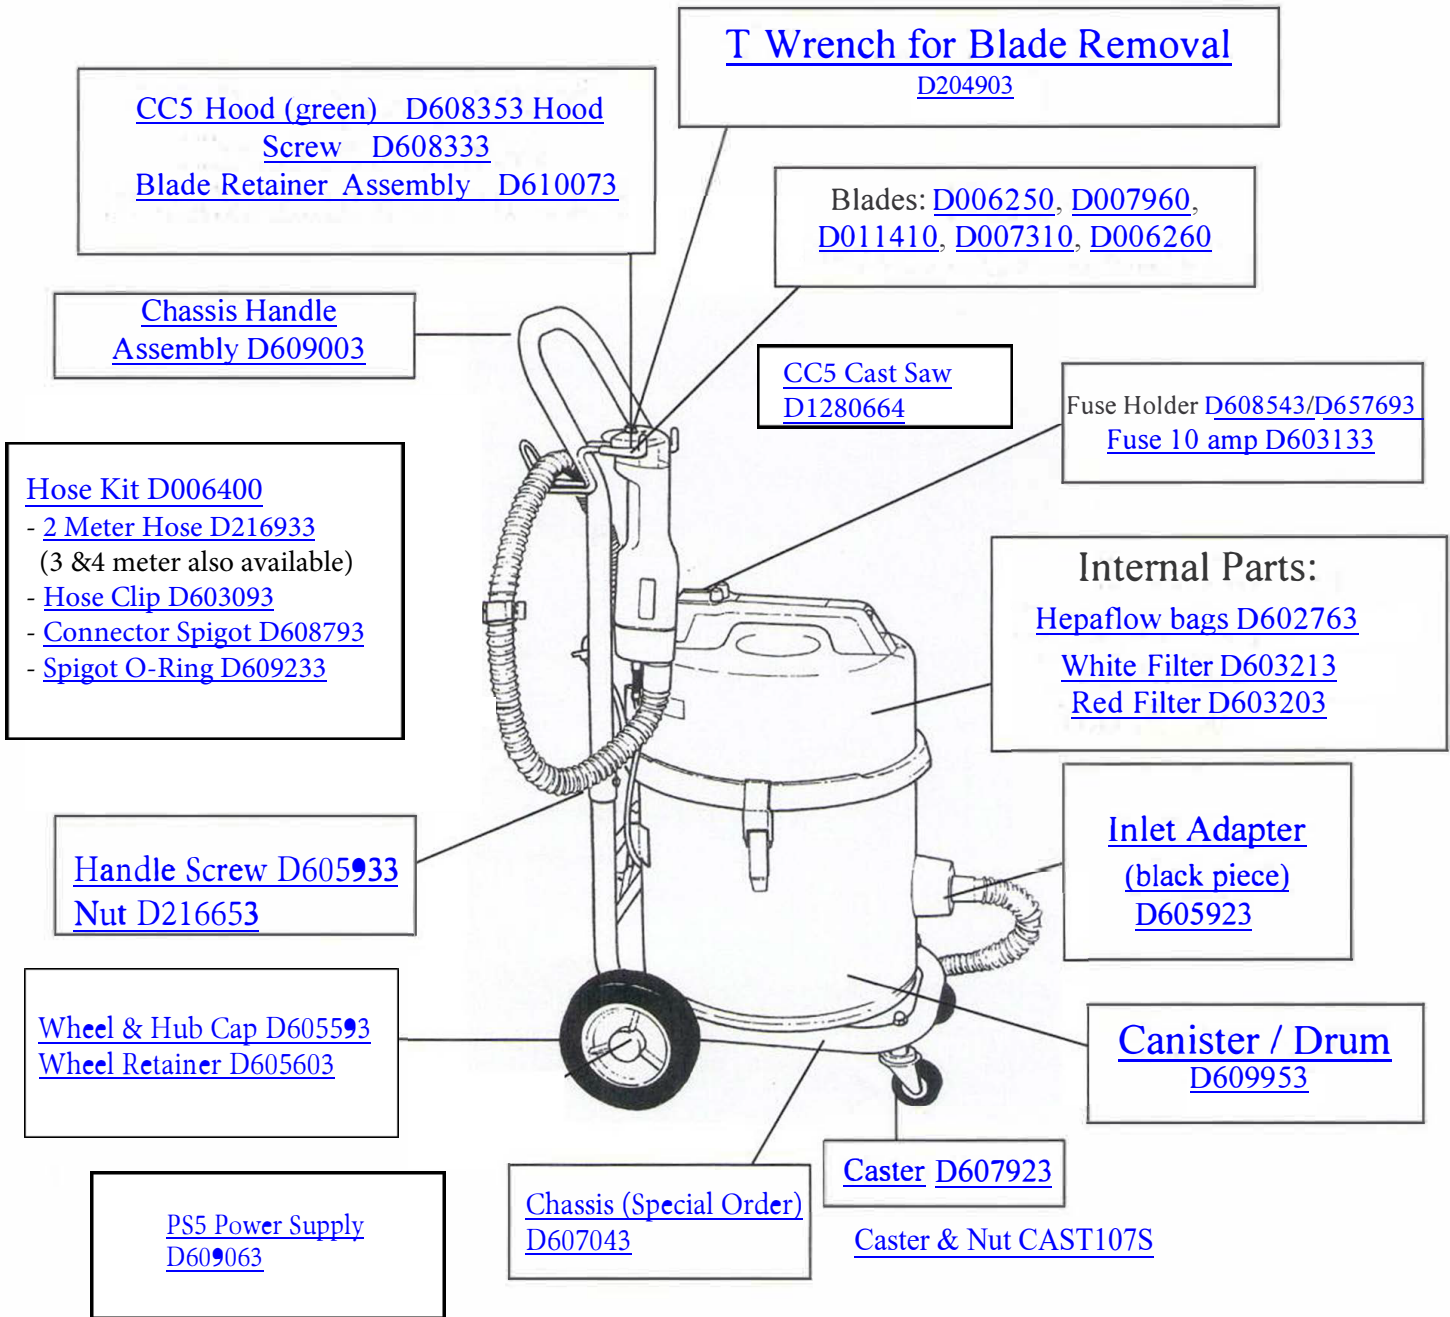 T Wrench for Blade Removal
D204903
CC5 Hood (green) D608353 Hood
Screw D608333
Blade Retainer Assembly D610073
Blades: D006250, D007960,
D011410, D007310, D006260
Chassis Handle
Assembly D609003
CC5 Cast Saw
D1280664
Fuse Holder D608543/D657693
Fuse 10 amp D603133
Hose Kit D006400
- 2 Meter Hose D216933
(3 &4 meter also available)
- Hose Clip D603093
- Connector Spigot D608793
- Spigot O-Ring D609233
Internal Parts:
Hepaflow bags D602763
White Filter D603213
Red Filter D603203
Inlet Adapter
(black piece)
D605923
Handle Screw D605933
Nut D216653
Wheel & Hub Cap D605593
Wheel Retainer D605603
Canister / Drum
D609953
Caster D607923
Caster & Nut CAST107S
Chassis (Special Order)
D607043
PS5 Power Supply
D609063